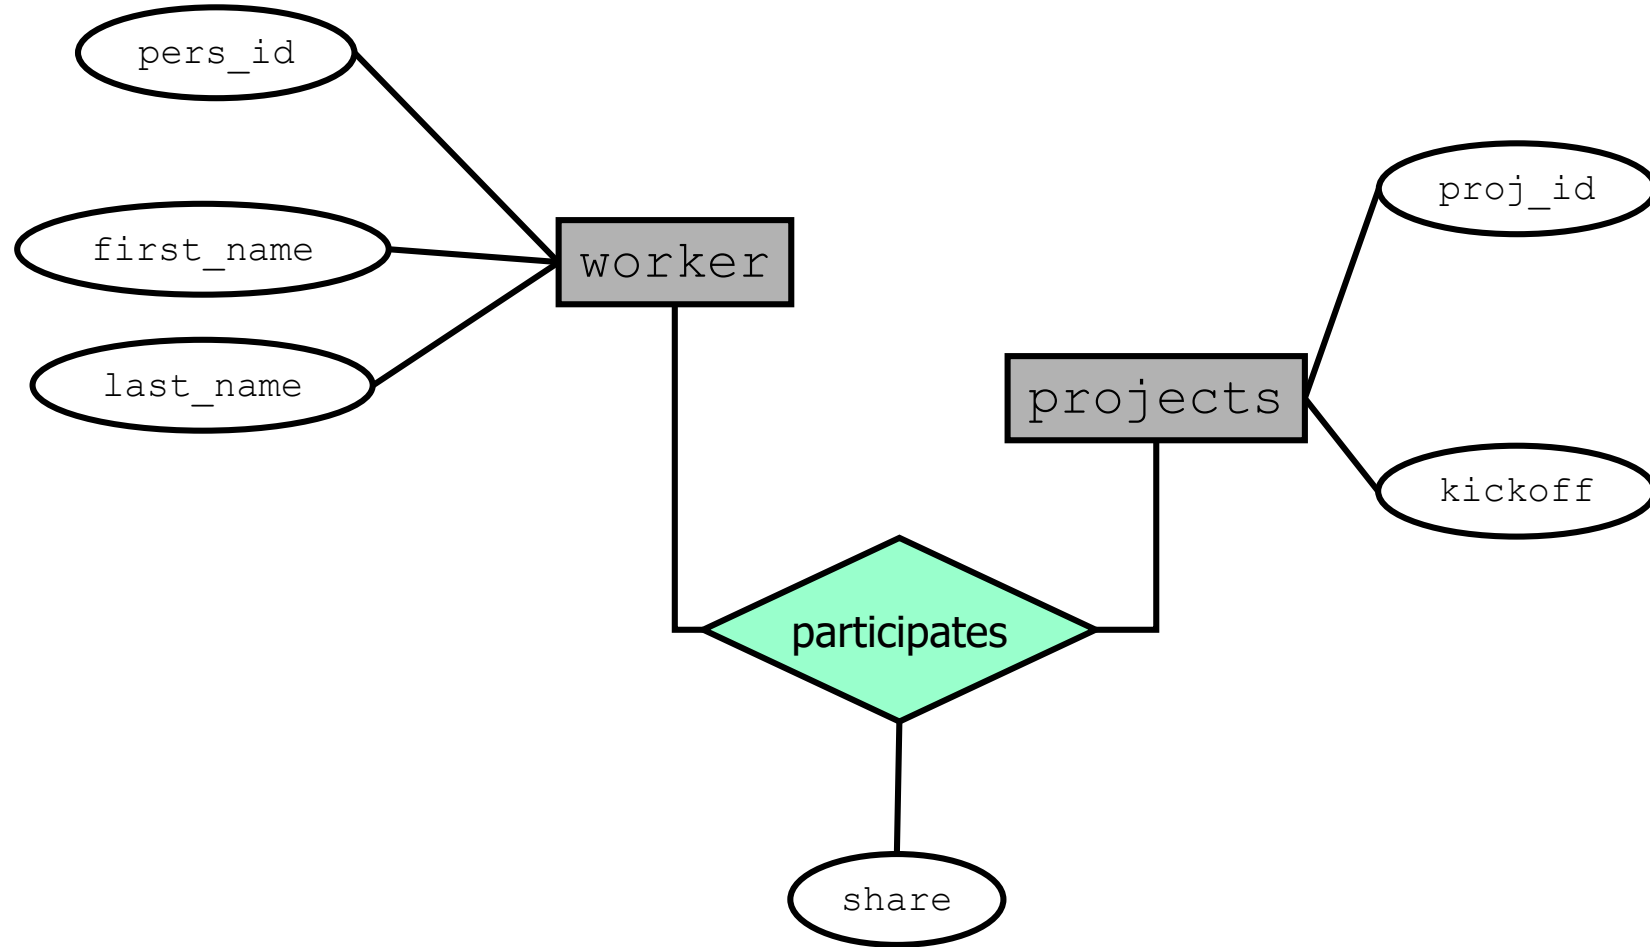 pers_id
first_name
last_name
worker
projects
proj_id
kickoff
participates
share